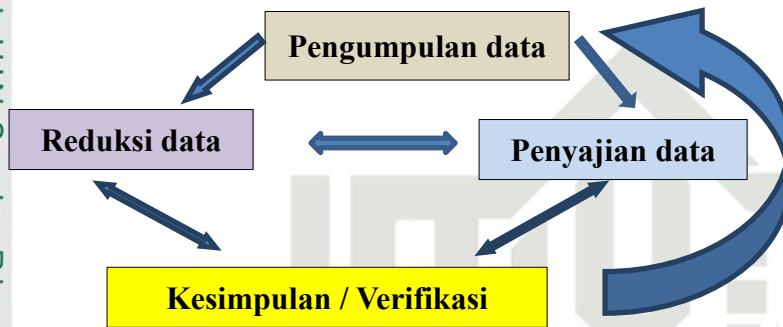 Pengumpulan data
Reduksi data
Penyajian data
Kesimpulan / Verifikasi